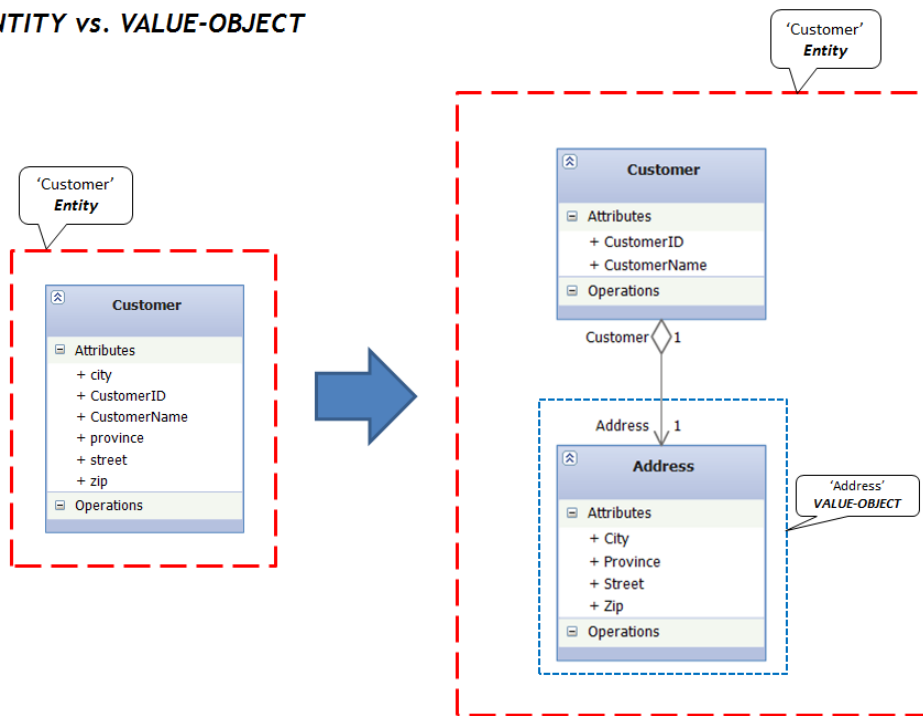 NTITY vs. VALUE-OBJECT
'Customer'
Entity
Customer
Attributes
+ city
+ CustomerID
+ CustomerName
+ province
+ street
+ zip
Operations
'Customer'
Entity
Customer
Attributes
+ CustomerID
+ CustomerName
Operations
Customer 1
Address 1
Address
Attributes
+ City
+ Province
+ Street
+ Zip
Operations
'Address'
VALUE-OBJECT